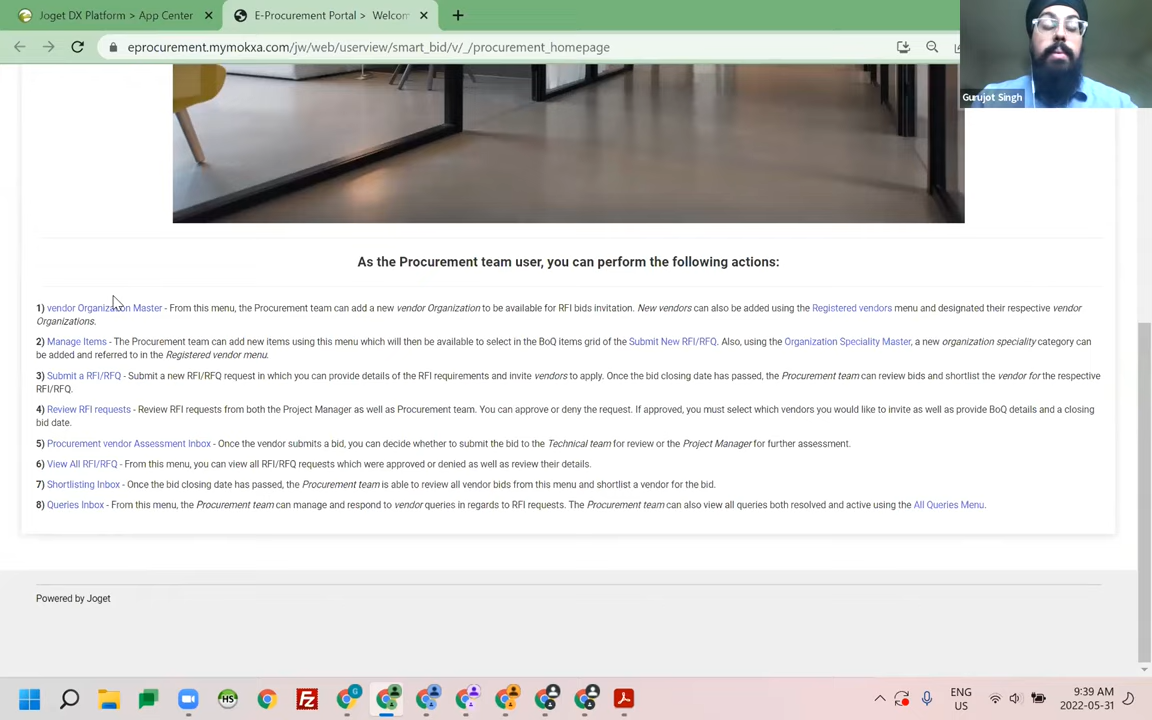 Joget DX Platform > App Center
E-Procurement Portal > Welcom
eprocurement.mymokxa.com/jw/web/userview/smart_bid/v/_/procurement_homepage
Gurujot Singh
As the Procurement team user, you can perform the following actions:
1) vendor Organization Master - From this menu, the Procurement team can add a new vendor Organization to be available for RFI bids invitation. New vendors can also be added using the Registered vendors menu and designated their respective vendor
Organizations.
2) Manage Items - The Procurement team can add new items using this menu which will then be available to select in the BoQ items grid of the Submit New RFI/RFQ. Also, using the Organization Speciality Master, a new organization speciality category can
be added and referred to in the Registered vendor menu.
3) Submit a RFI/RFQ - Submit a new RFI/RFQ request in which you can provide details of the RFI requirements and invite vendors to apply. Once the bid closing date has passed, the Procurement team can review bids and shortlist the vendor for the respective
RFI/RFQ.
4) Review RFI requests - Review RFI requests from both the Project Manager as well as Procurement team. You can approve or deny the request. If approved, you must select which vendors you would like to invite as well as provide BoQ details and a closing
bid date.
5) Procurement vendor Assessment Inbox - Once the vendor submits a bid, you can decide whether to submit the bid to the Technical team for review or the Project Manager for further assessment.
6) View All RFI/RFQ - From this menu, you can view all RFI/RFQ requests which were approved or denied as well as review their details.
7) Shortlisting Inbox - Once the bid closing date has passed, the Procurement team is able to review all vendor bids from this menu and shortlist a vendor for the bid.
8) Queries Inbox - From this menu, the Procurement team can manage and respond to vendor queries in regards to RFI requests. The Procurement team can also view all queries both resolved and active using the All Queries Menu.
Powered by Joget
HS
Fz
G
ENG
US
9:39 AM
2022-05-31